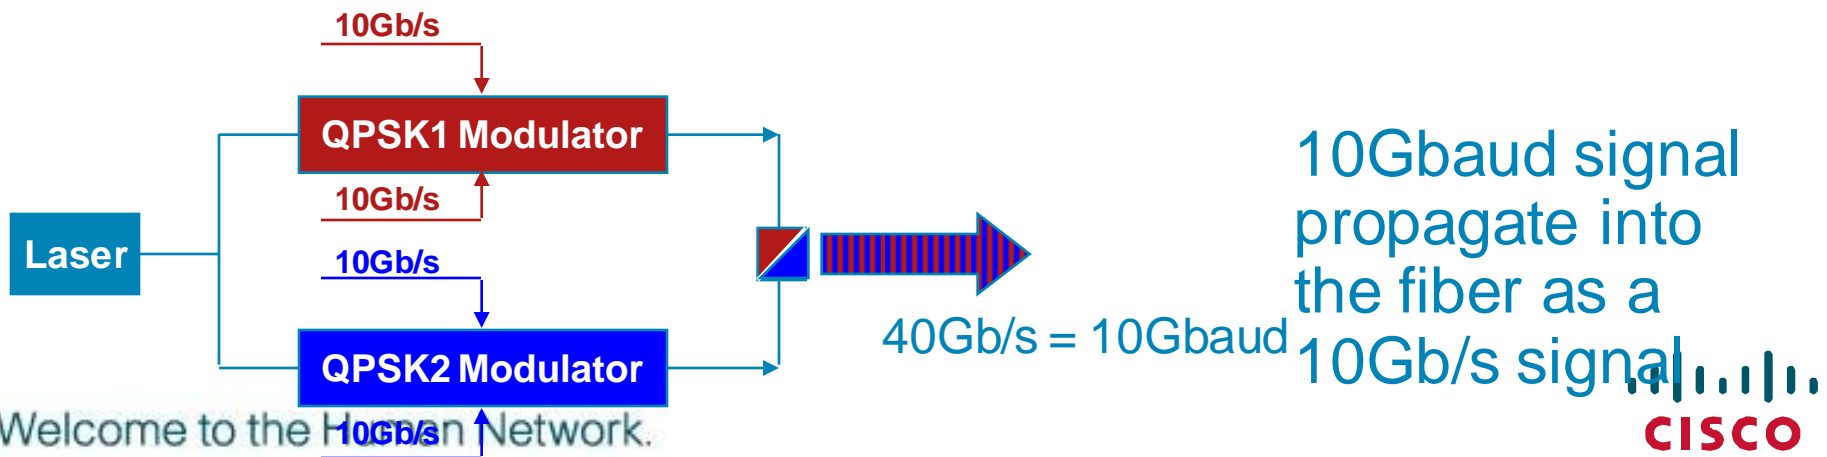 10Gb/s
QPSK1 Modulator
10Gb/s
Laser
10Gb/s
QPSK2 Modulator
10Gb/s
40Gb/s = 10Gbaud
10Gbaud signal
propagate into
the fiber as a
10Gb/s signal
Welcome to the Human Network.
CISCO